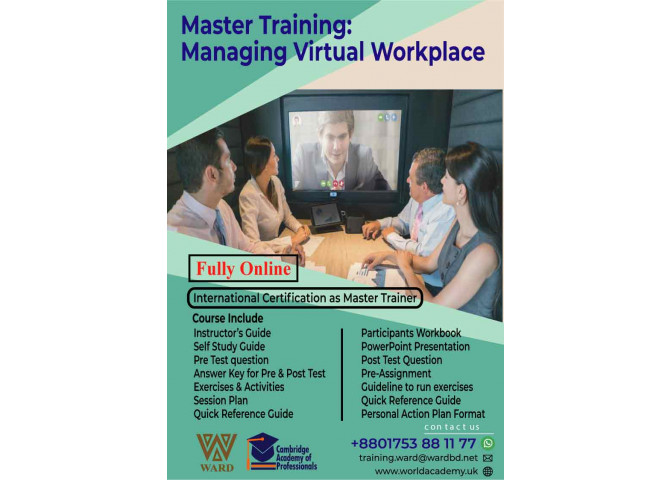 Master Training:
Managing Virtual Workplace
Fully Online
International Certification as Master Trainer
Course Include
Instructor's Guide
Self Study Guide
Pre Test question
Answer Key for Pre & Post Test
Exercises & Activities
Session Plan
Quick Reference Guide
Participants Workbook
PowerPoint Presentation
Post Test Question
Pre-Assignment
Guideline to run exercises
Quick Reference Guide
Personal Action Plan Format
contact us
+8801753 88 11 77
training.ward@wardbd.net
www.worldacademy.uk
WARD
Cambridge
Academy of
Professionals